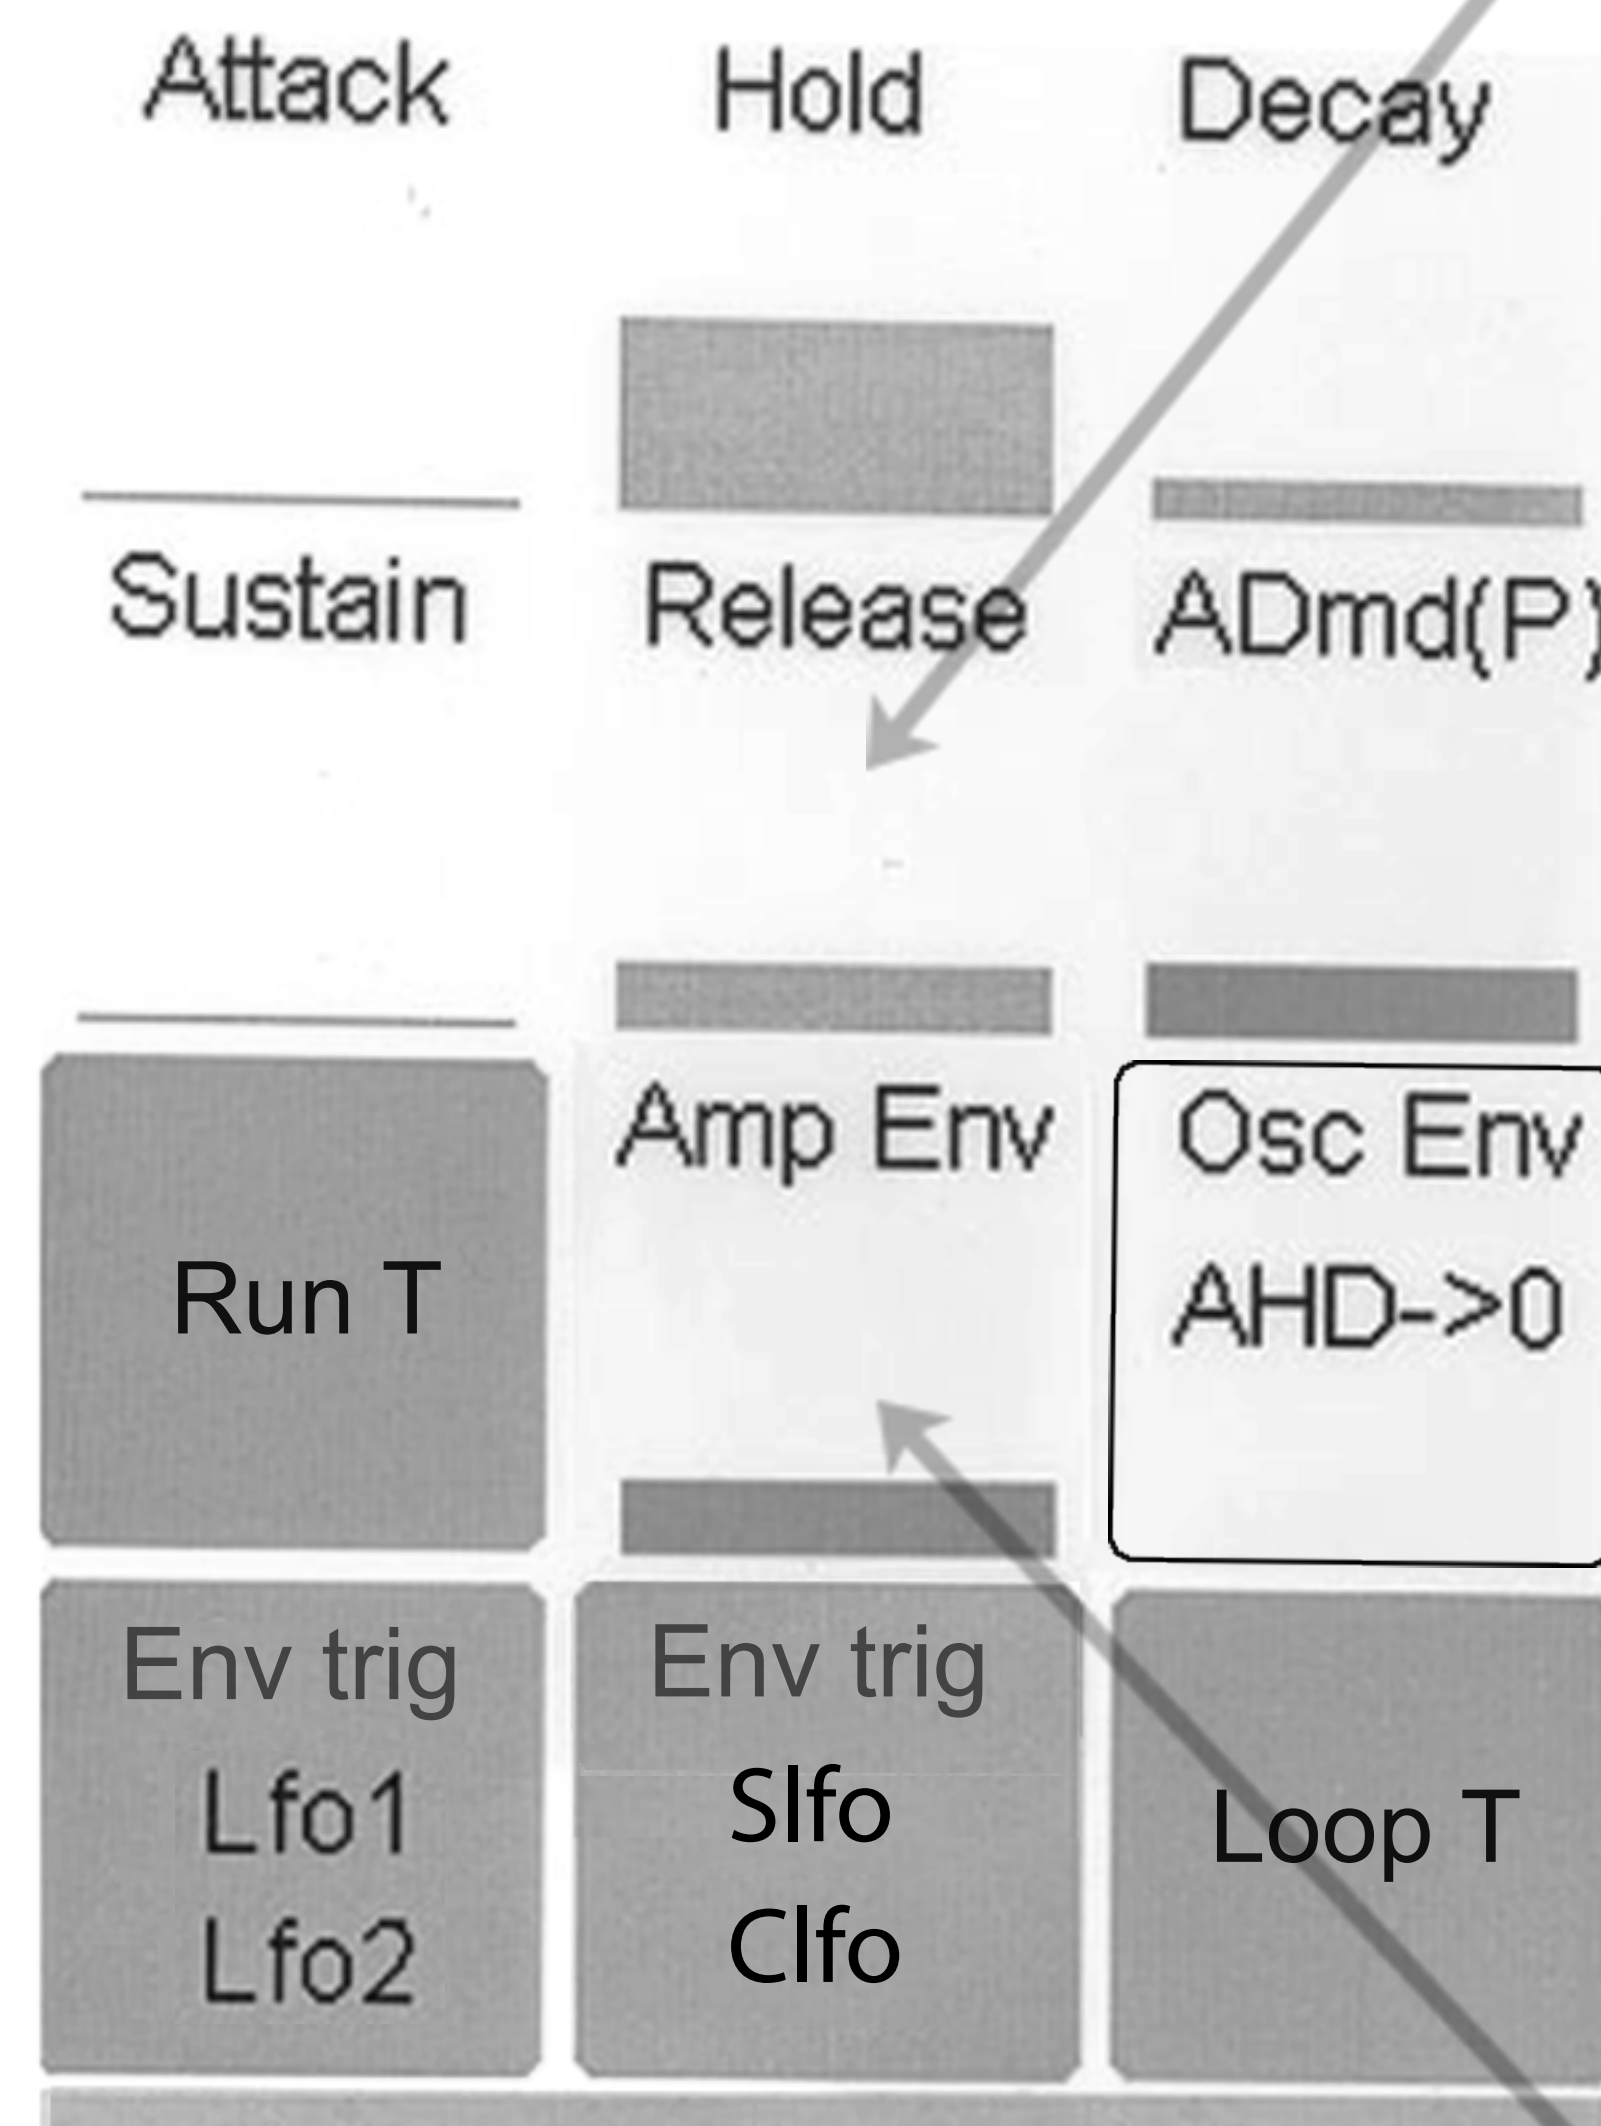 Attack Hold Decay
Sustain Release ADmd(P)
Amp Env Osc Env
Run T AHD->0
Env trig Env trig
Lfo1 Slfo Loop T
Lfo2 Clfo